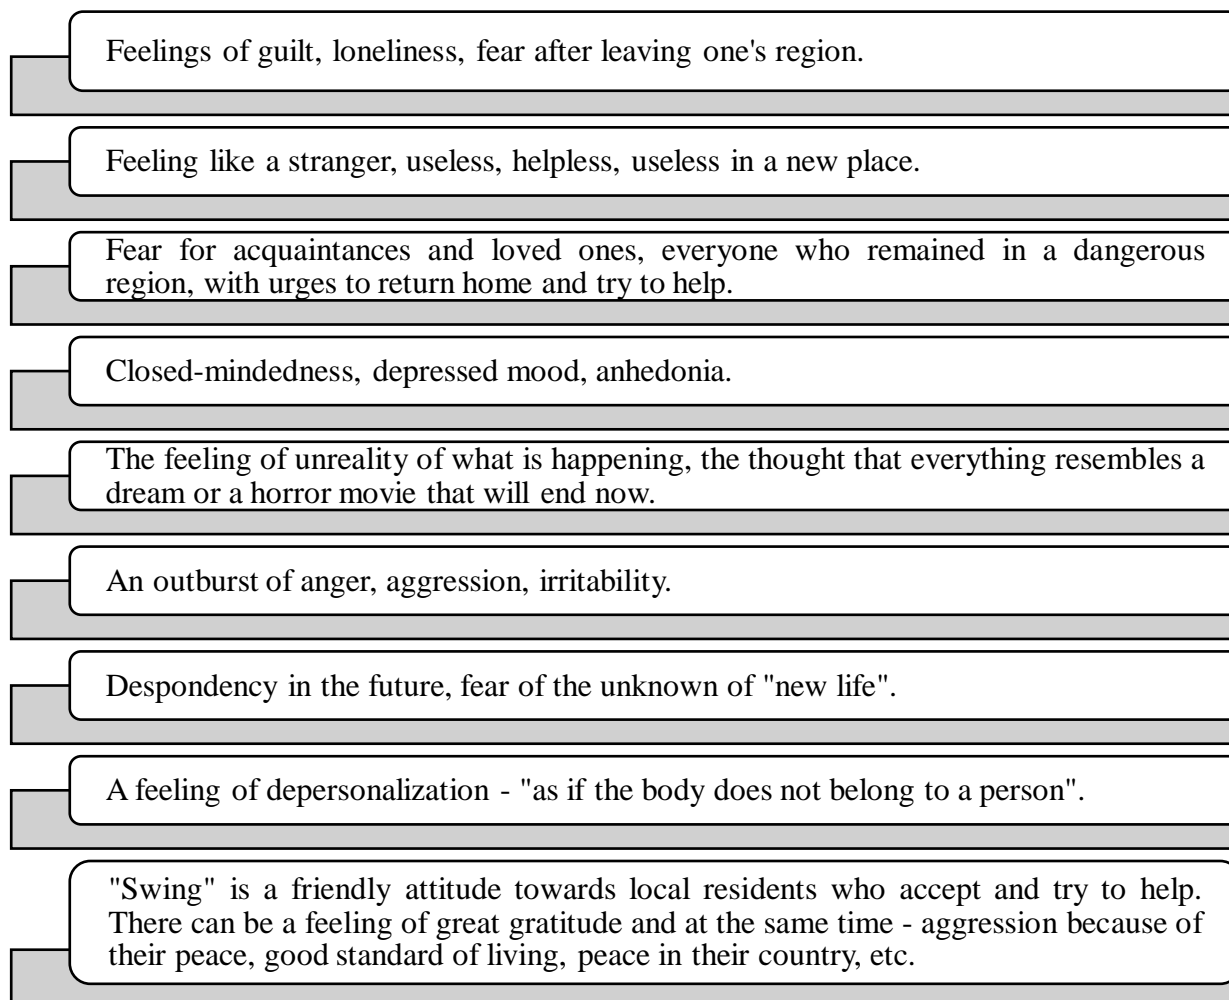 Feelings of guilt, loneliness, fear after leaving one's region.
Feeling like a stranger, useless, helpless, useless in a new place.
Fear for acquaintances and loved ones, everyone who remained in a dangerous
region, with urges to return home and try to help.
Closed-mindedness, depressed mood, anhedonia.
The feeling of unreality of what is happening, the thought that everything resembles a
dream or a horror movie that will end now.
An outburst of anger, aggression, irritability.
Despondency in the future, fear of the unknown of "new life".
A feeling of depersonalization - "as if the body does not belong to a person".
"Swing" is a friendly attitude towards local residents who accept and try to help.
There can be a feeling of great gratitude and at the same time - aggression because of
their peace, good standard of living, peace in their country, etc.